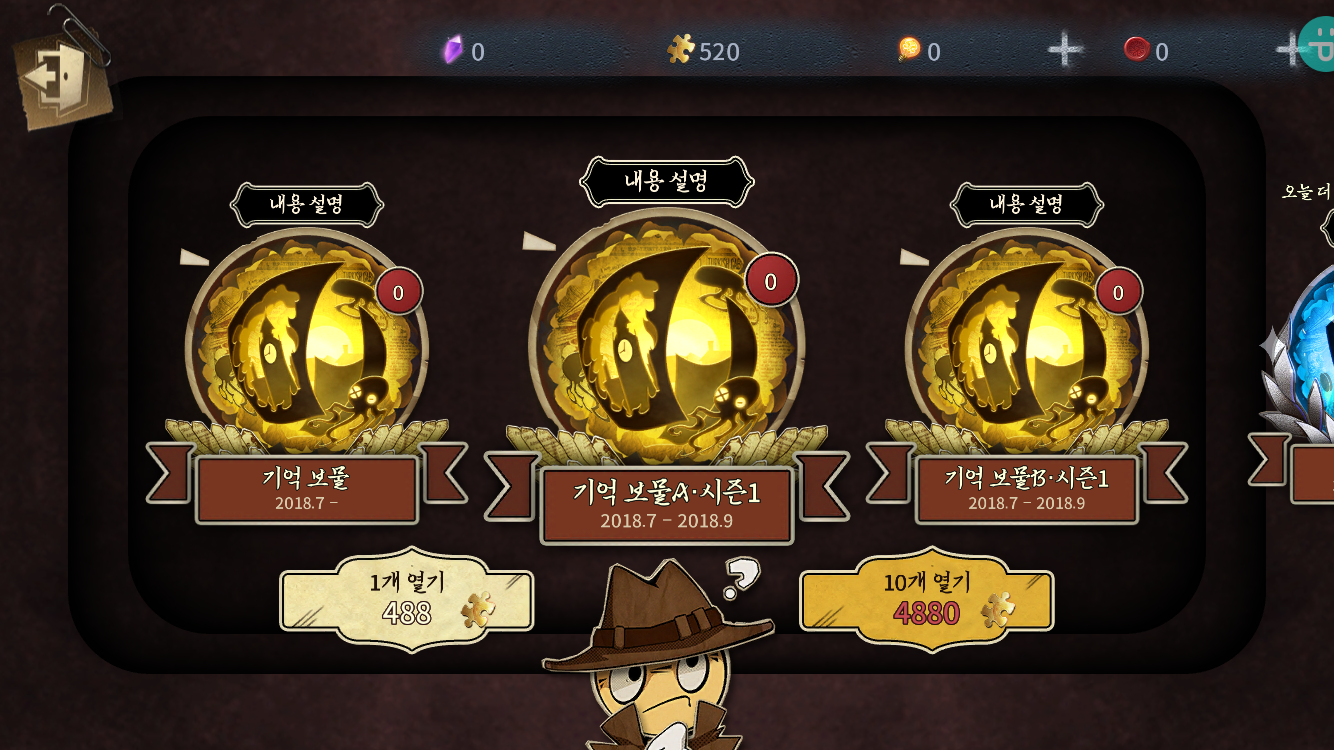 0
520
0
0
내용 설명
내용 설명
내용 설명
오늘 더
0
0
0
기억 보물
2018.7 -
기억 보물A·시즌1
2018.7 - 2018.9
기억 보물B·시즌1
2018.7 - 2018.9
1개 열기
488
10개 열기
4880
?